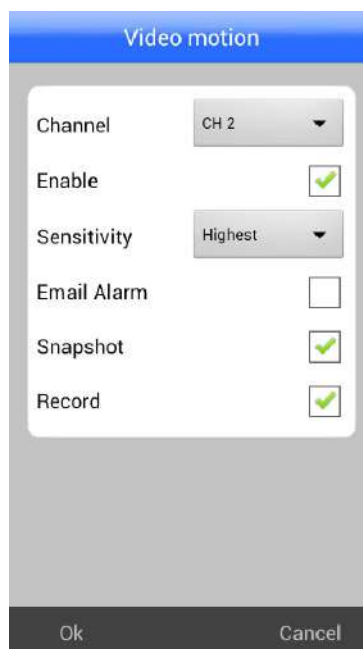 Video motion
Channel CH 2
Enable
Sensitivity Highest
Email Alarm
Snapshot
Record
Ok Cancel